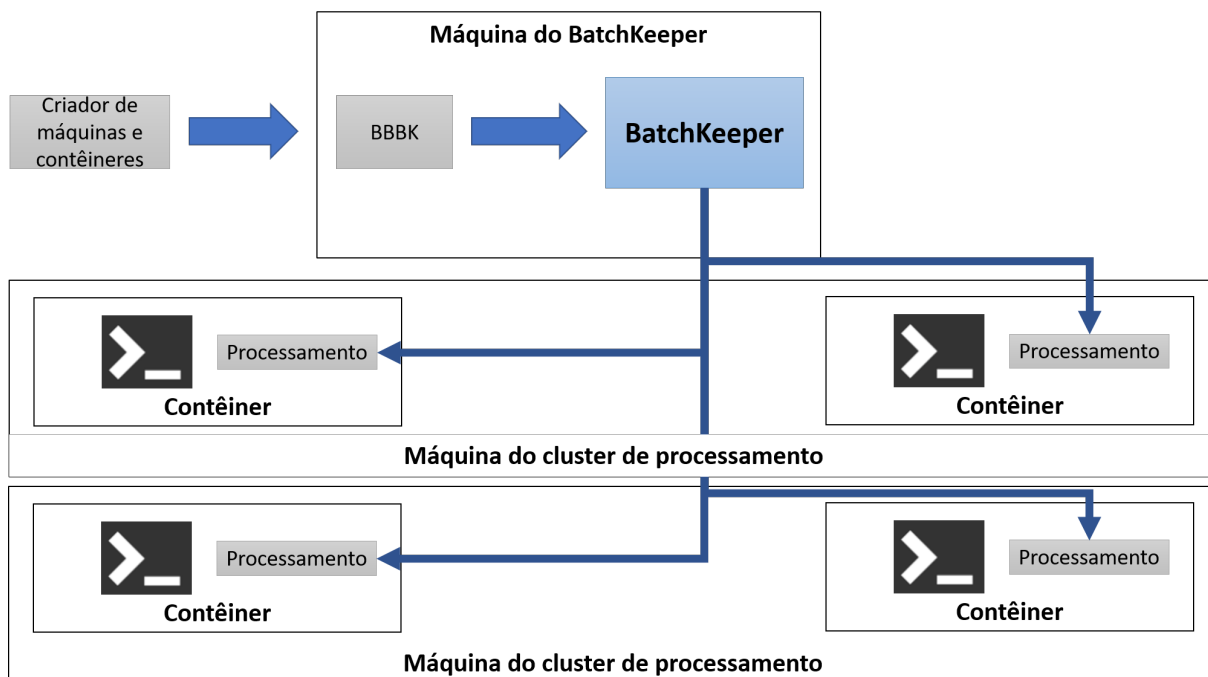 Máquina do BatchKeeper
Criador de
máquinas e
contêineres
BBBK
BatchKeeper
Processamento
Contêiner
Processamento
Contêiner
Máquina do cluster de processamento
Processamento
Contêiner
Processamento
Contêiner
Máquina do cluster de processamento